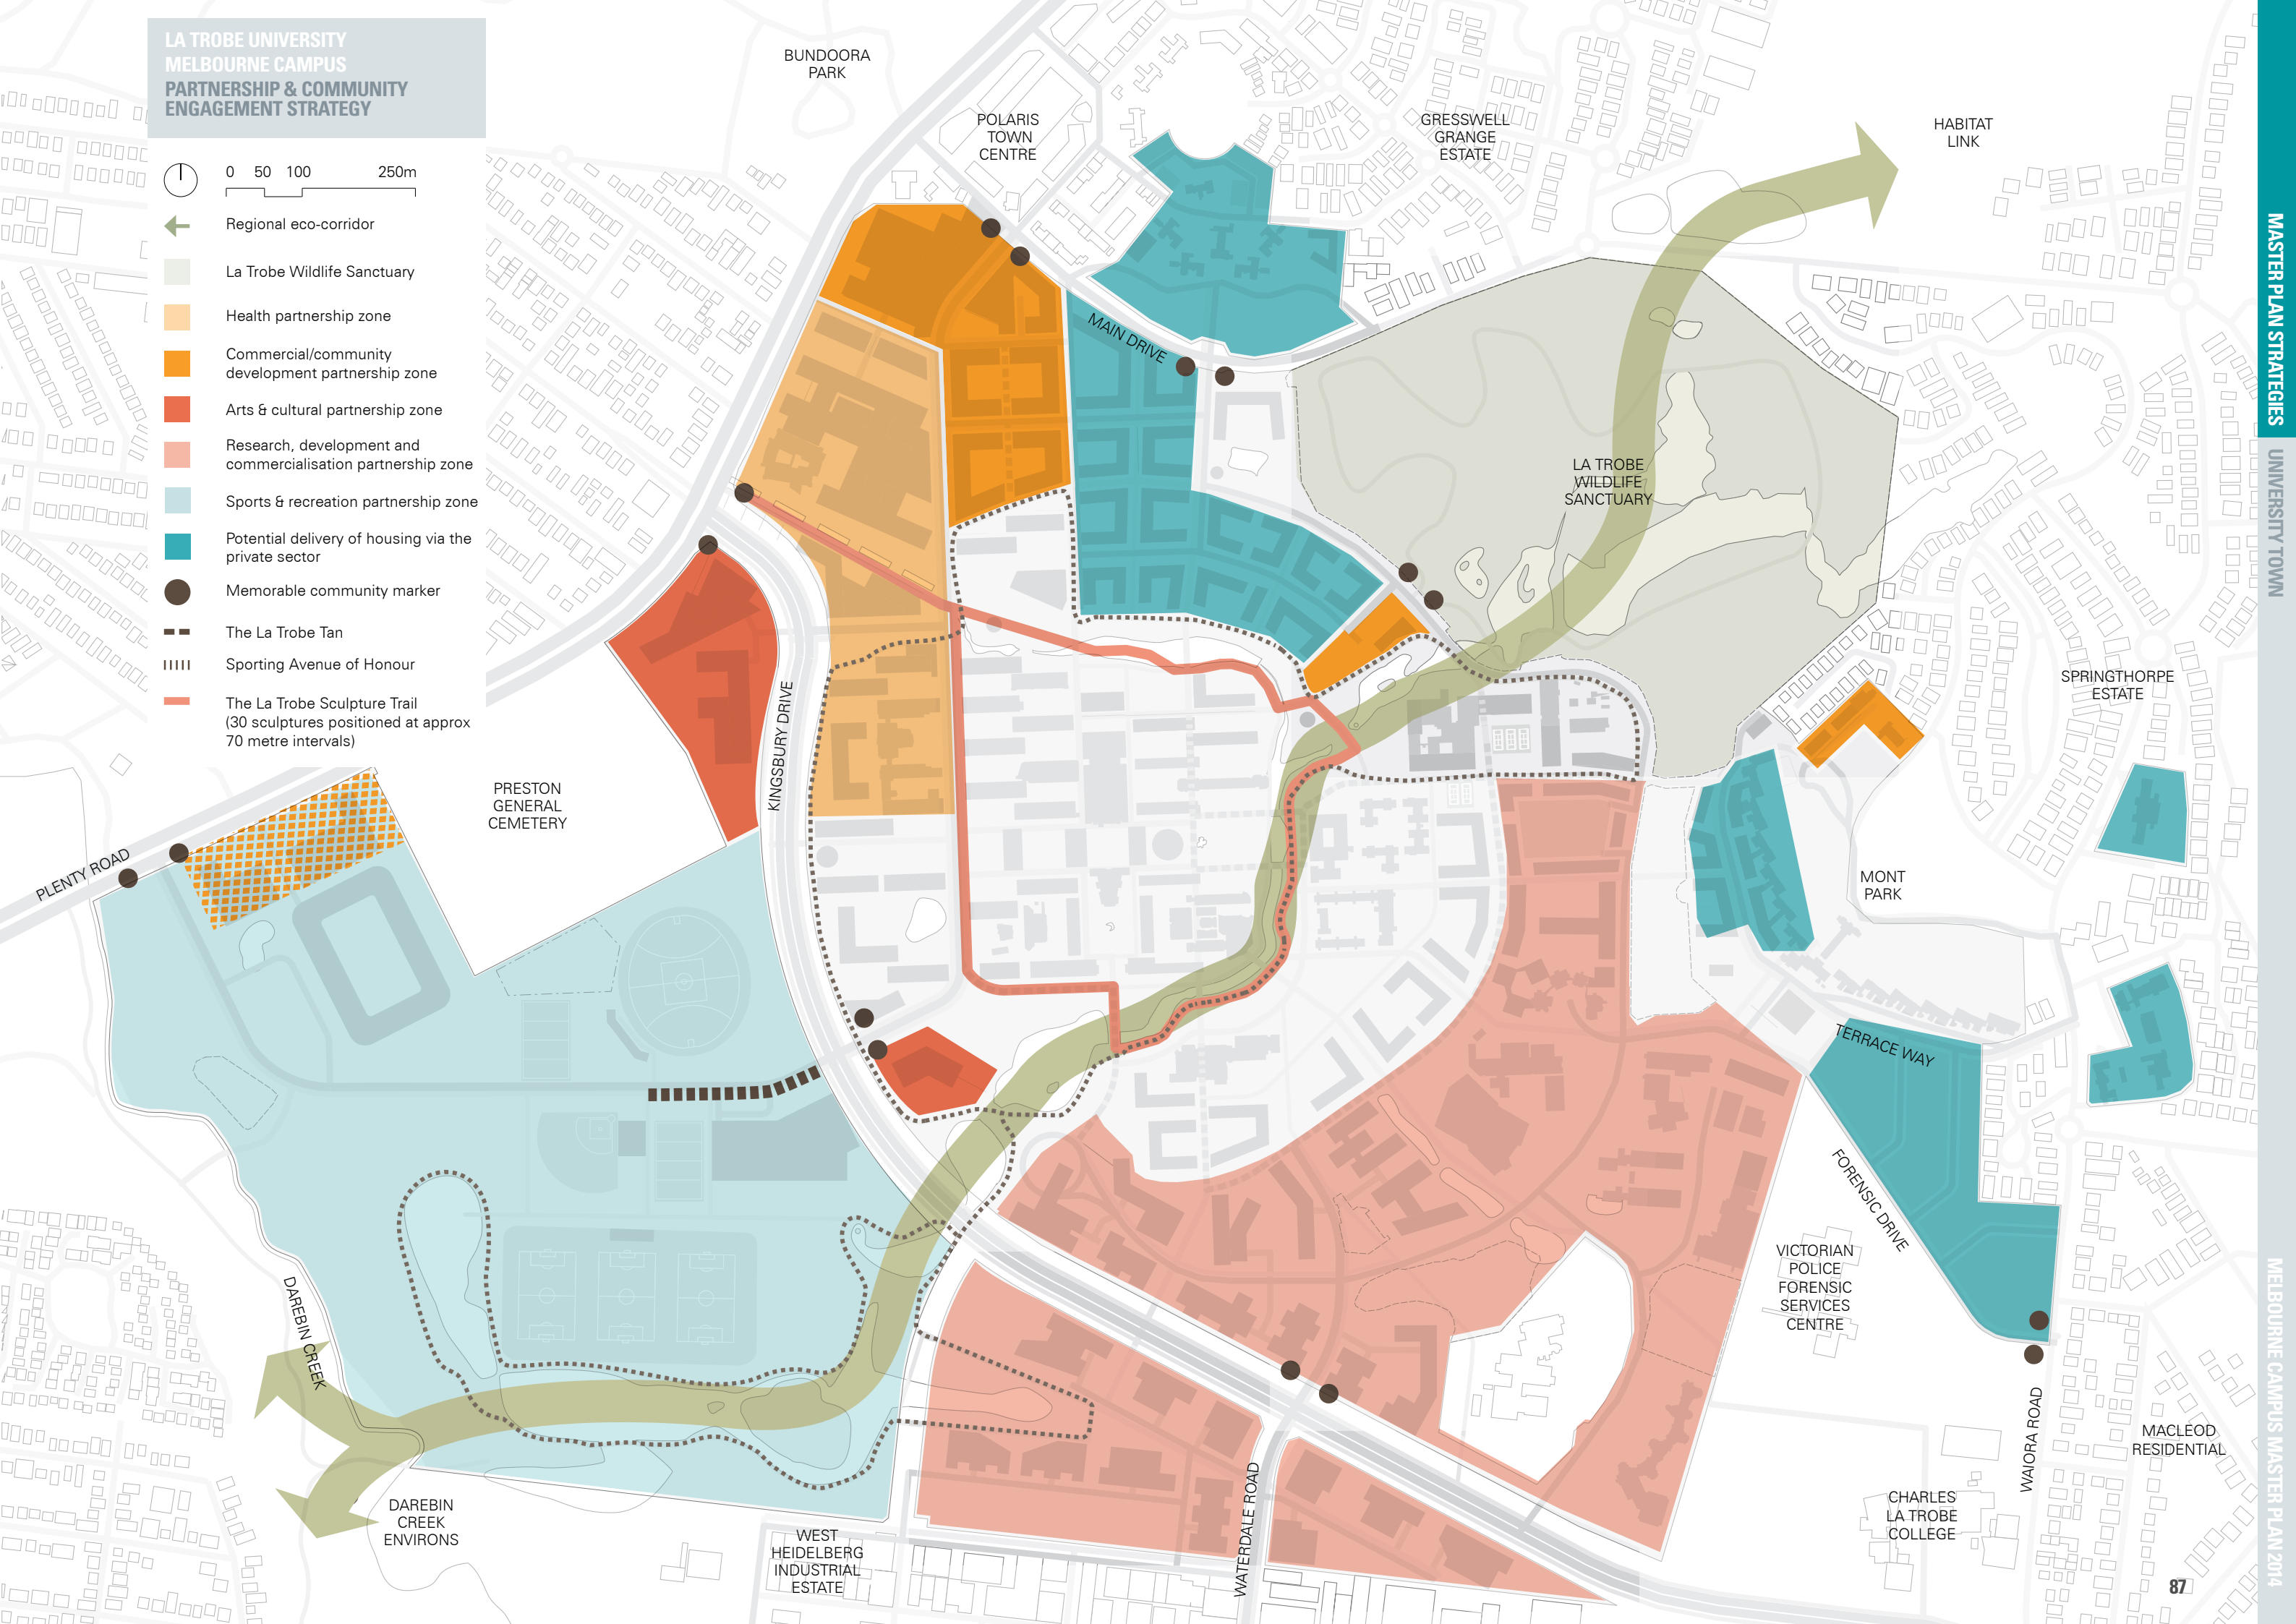 LA TROBE UNIVERSITY
MELBOURNE CAMPUS
PARTNERSHIP & COMMUNITY
ENGAGEMENT STRATEGY
0 50 100 250m
Regional eco-corridor
La Trobe Wildlife Sanctuary
Health partnership zone
Commercial/community
development partnership zone
Arts & cultural partnership zone
Research, development and
commercialisation partnership zone
Sports & recreation partnership zone
Potential delivery of housing via the
private sector
Memorable community marker
The La Trobe Tan
Sporting Avenue of Honour
The La Trobe Sculpture Trail
(30 sculptures positioned at approx
70 metre intervals)
BUNDOORA
PARK
POLARIS
TOWN
CENTRE
GRESSWELL
GRANGE
ESTATE
HABITAT
LINK
MAIN DRIVE
LA TROBE
WILDLIFE
SANCTUARY
SPRINGTHORPE
ESTATE
KINGSBURY DRIVE
PRESTON
GENERAL
CEMETERY
PLENTY ROAD
MONT
PARK
TERRACE WAY
FORENSIC DRIVE
VICTORIAN
POLICE
FORENSIC
SERVICES
CENTRE
DAREBIN CREEK
DAREBIN
CREEK
ENVIRONS
WEST
HEIDELBERG
INDUSTRIAL
ESTATE
WATERDALE ROAD
WAIORA ROAD
MACLEOD
RESIDENTIAL
CHARLES
LA TROBE
COLLEGE
MASTER PLAN STRATEGIES
UNIVERSITY TOWN
MELBOURNE CAMPUS MASTER PLAN 2014
87